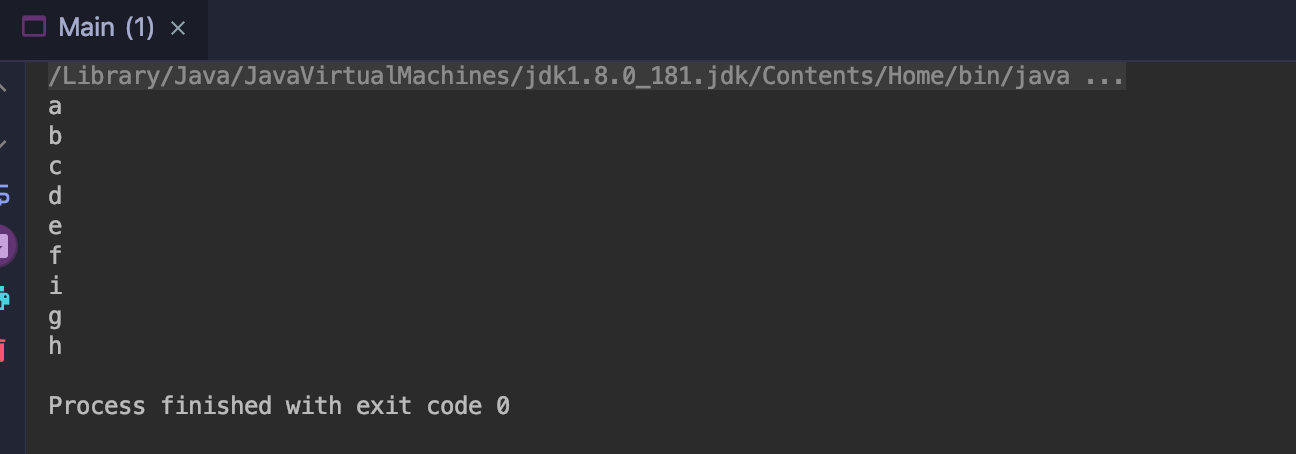 Main (1)
/Library/Java/JavaVirtualMachines/jdk1.8.0_181.jdk/Contents/Home/bin/java ...
a
b
c
d
e
f
i
g
h
Process finished with exit code 0